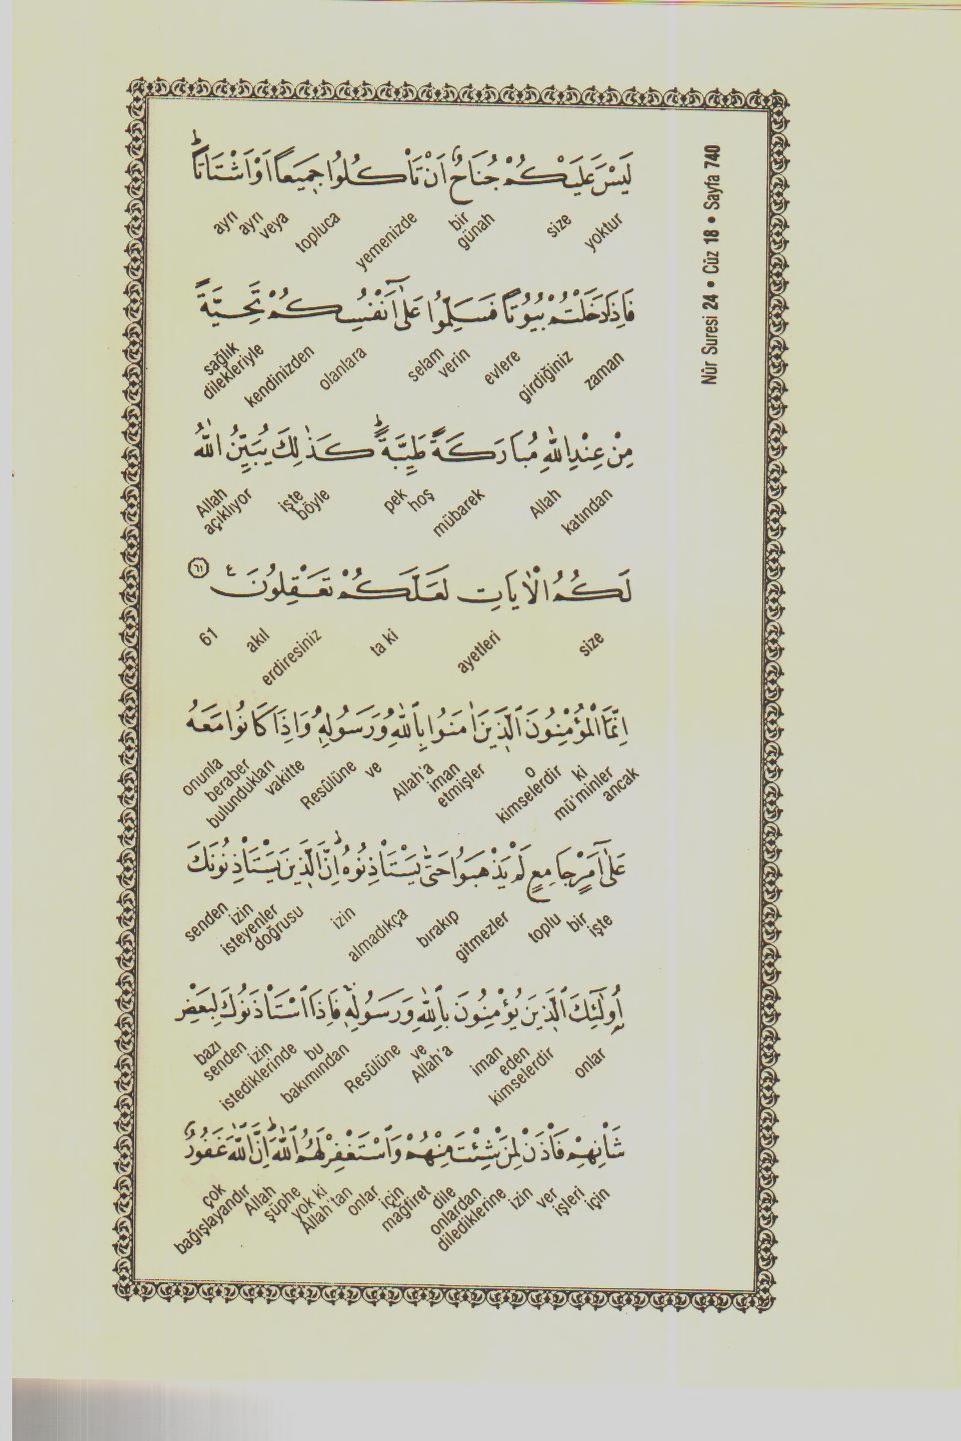 Nûr Suresi 24 • Cüz 18 • Sayfa 740
لَيْسَ عَلَيْكُمْ جُنَاحٌ اَنْ تَأْكُلُوا جَمِيعاً اَوْ اَشْتَاتاًۜ
yoktur size bir günah yemenizde topluca veya ayrı ayrı
فَاِذَا دَخَلْتُمْ بُيُوتاً فَسَلِّمُوا عَلٰٓى اَنْفُسِكُمْ تَحِيَّةً
zaman girdiğiniz evlere selam verin olanlara kendinizden sağlık dilekleriyle
مِنْ عِنْدِ اللّٰهِ مُبَارَكَةً طَيِّبَةًۜ كَذٰلِكَ يُبَيِّنُ اللّٰهُ
katından Allah mübarek pek hoş işte böyle açıklıyor Allah
لَكُمُ الْاٰيَاتِ لَعَلَّكُمْ تَعْقِلُونَ ع ٦١
size ayetleri ta ki akıl erdiresiniz 61
اِنَّمَا الْمُؤْمِنُونَ الَّذِينَ اٰمَنُوا بِاللّٰهِ وَرَسُولِهِ وَاِذَا كَانُوا مَعَهُ
ancak mü'minler ki o kimselerdir iman etmişler Allah'a ve Resûlüne vakitte bulundukları beraber onunla
عَلٰٓى اَمْرٍ جَامِعٍ لَمْ يَذْهَبُوا حَتّٰى يَسْتَأْذِنُوهُۜ اِنَّ الَّذِينَ يَسْتَأْذِنُونَكَ
bir işte toplu gitmezler bırakıp almadıkça izin doğrusu isteyenler izin senden
اُو۬لٰٓئِكَ الَّذِينَ يُؤْمِنُونَ بِاللّٰهِ وَرَسُولِهِۚ فَاِذَا اسْتَأْذَنُوكَ لِبَعْضِ
onlar kimselerdir iman eden Allah'a ve Resûlüne bu bakımından istediklerinde izin senden bazı
شَأْنِهِمْ فَأْذَنْ لِمَنْ شِئْتَ مِنْهُمْ وَاسْتَغْفِرْ لَهُمُ اللّٰهَۜ اِنَّ اللّٰهَ غَفُورٌ
için işleri izin ver dilediklerine onlardan mağfiret dile onlar için Allah'tan şüphe yok ki Allah çok bağışlayandır